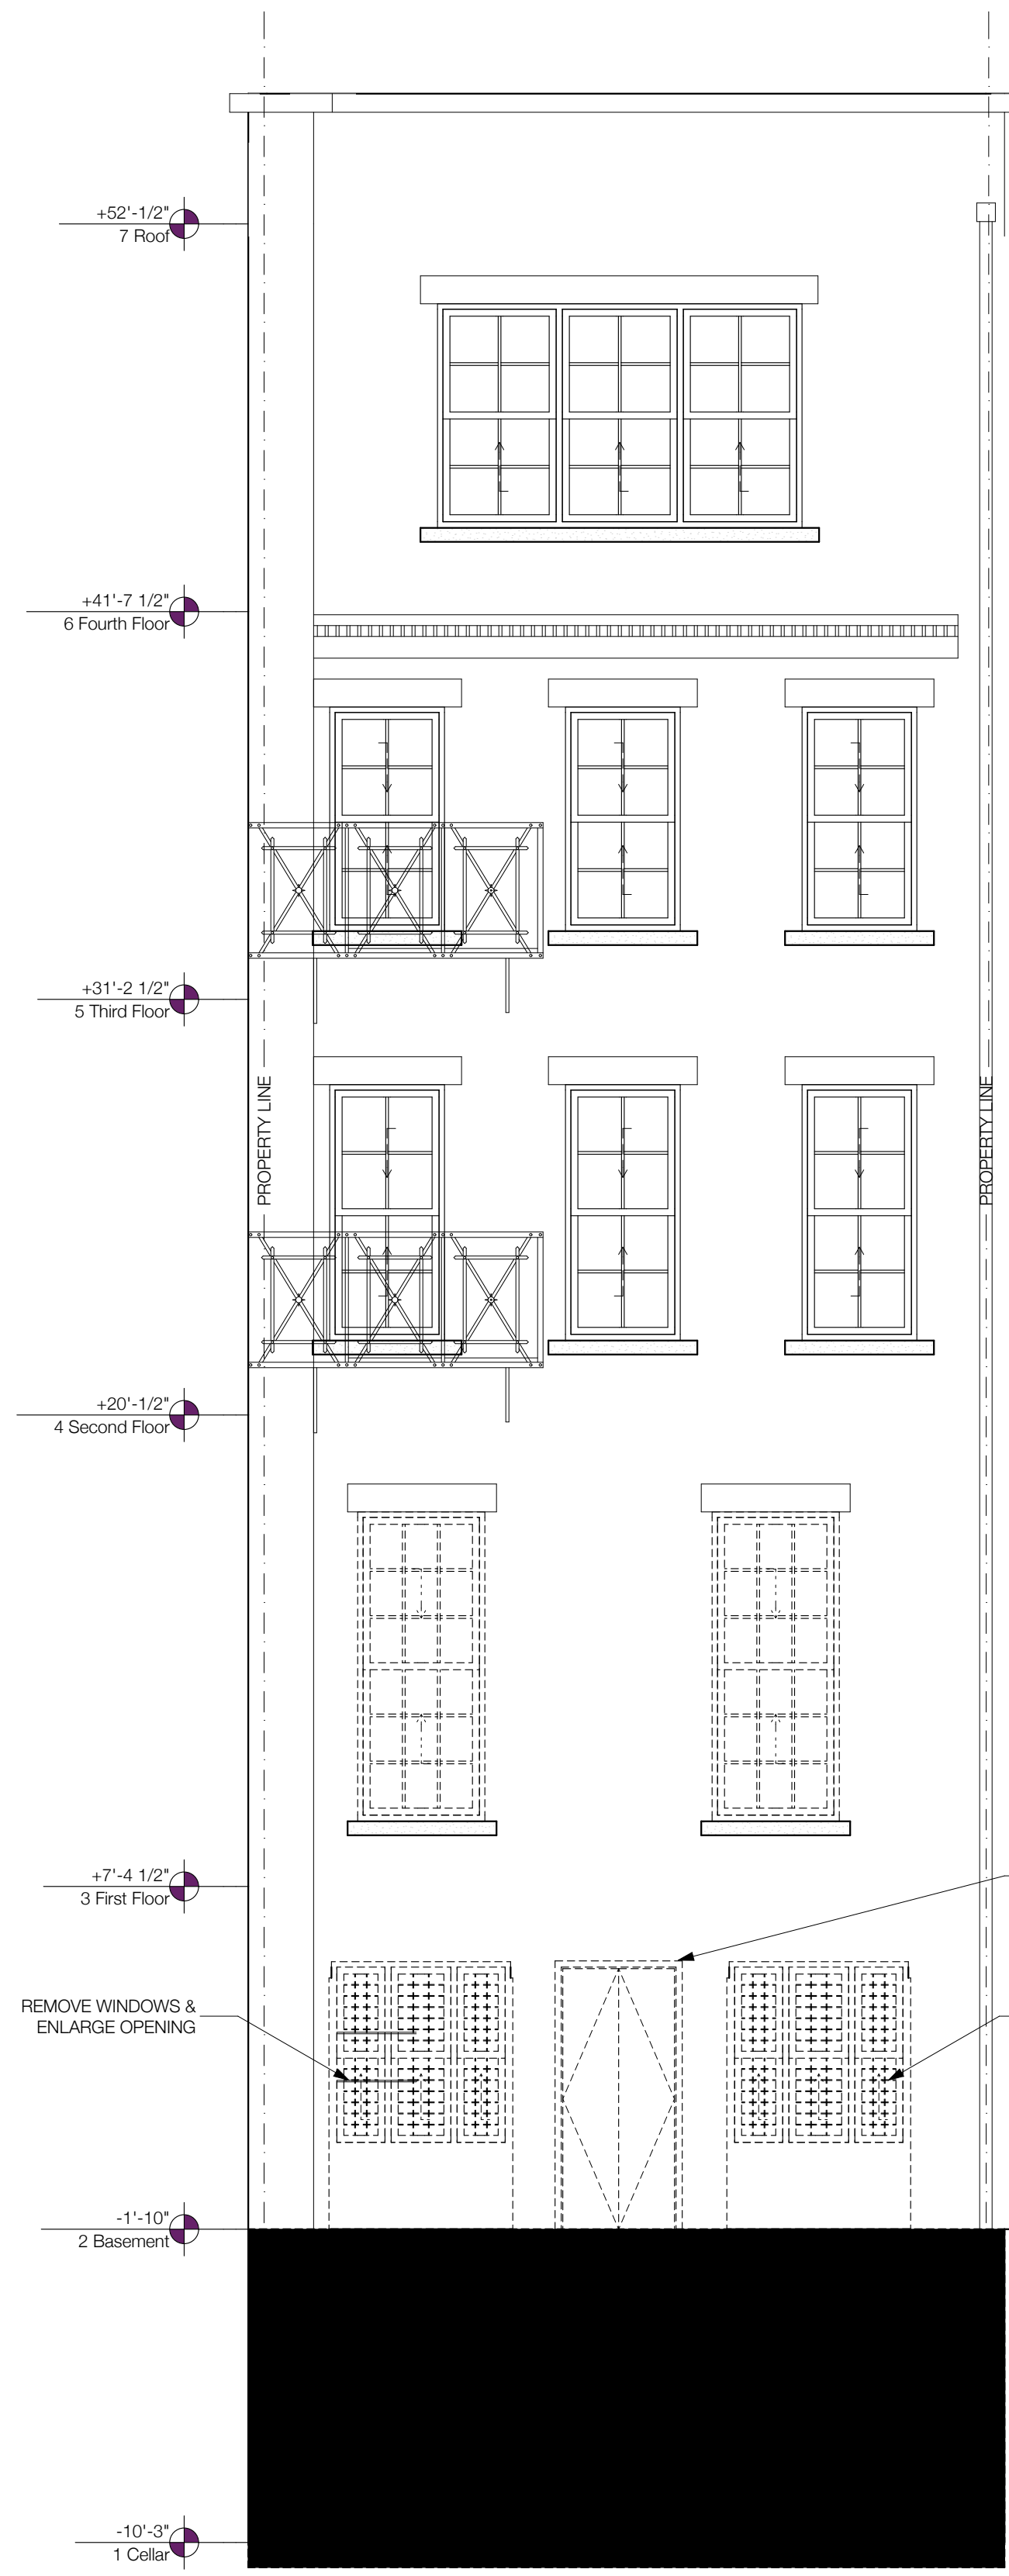 +52'-1/2"
7 Roof
+41'-7 1/2"
6 Fourth Floor
+31'-2 1/2"
5 Third Floor
PROPERTY LINE
PROPERTY LINE
+20'-1/2"
4 Second Floor
+7'-4 1/2"
3 First Floor
REMOVE WINDOWS &
ENLARGE OPENING
-1'-10"
2 Basement
-10'-3"
1 Cellar